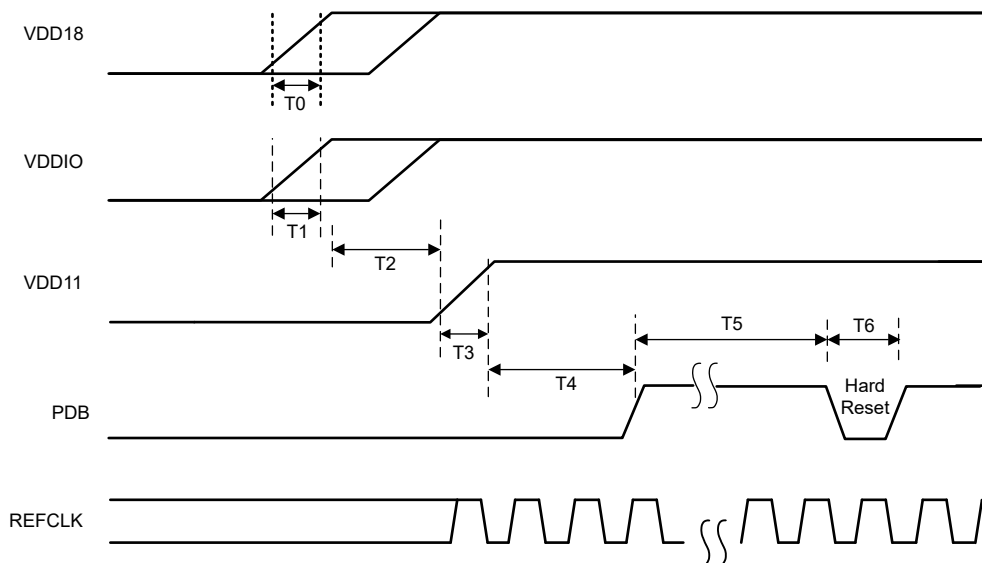 VDD18
T0
VDDIO
T1
T2
VDD11
T3
T4
T5
T6
PDB
Hard
Reset
REFCLK